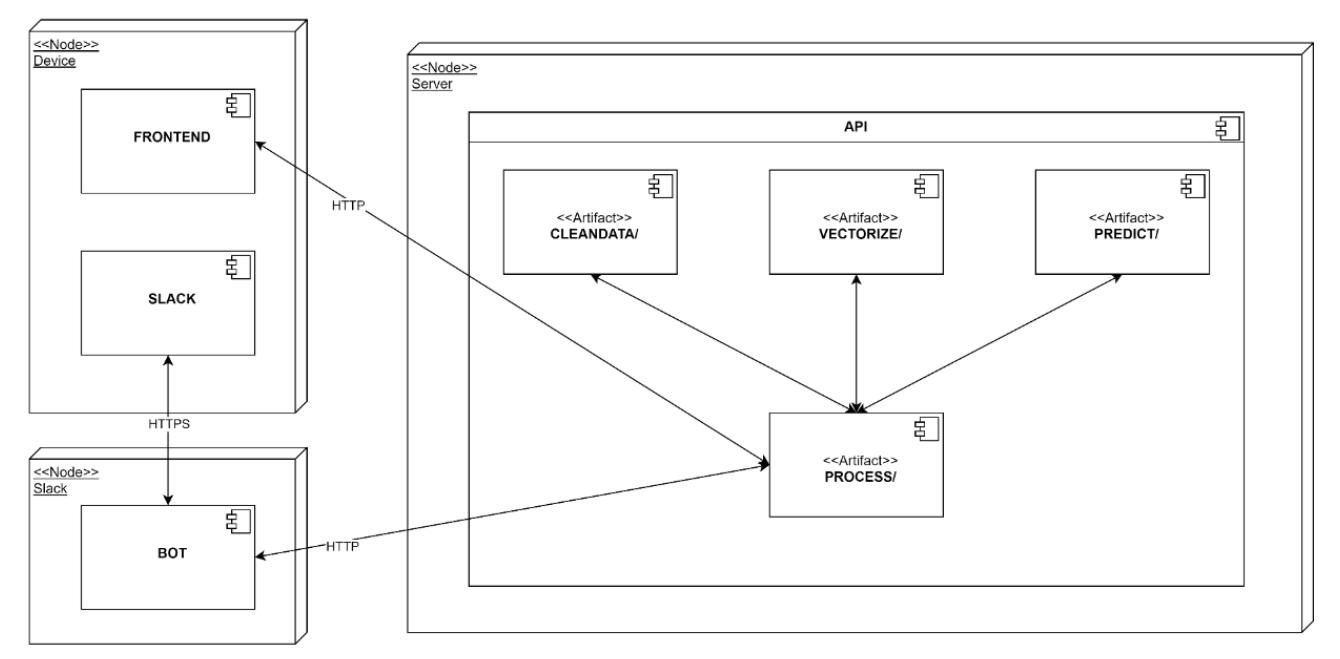 <<Node>>
Device
FRONTEND
HTTP
SLACK
HTTPS
<<Node>>
Slack
BOT
HTTP
<<Node>>
Server
API
<<Artifact>>
CLEANDATA/
<<Artifact>>
VECTORIZE/
<<Artifact>>
PREDICT/
<<Artifact>>
PROCESS/